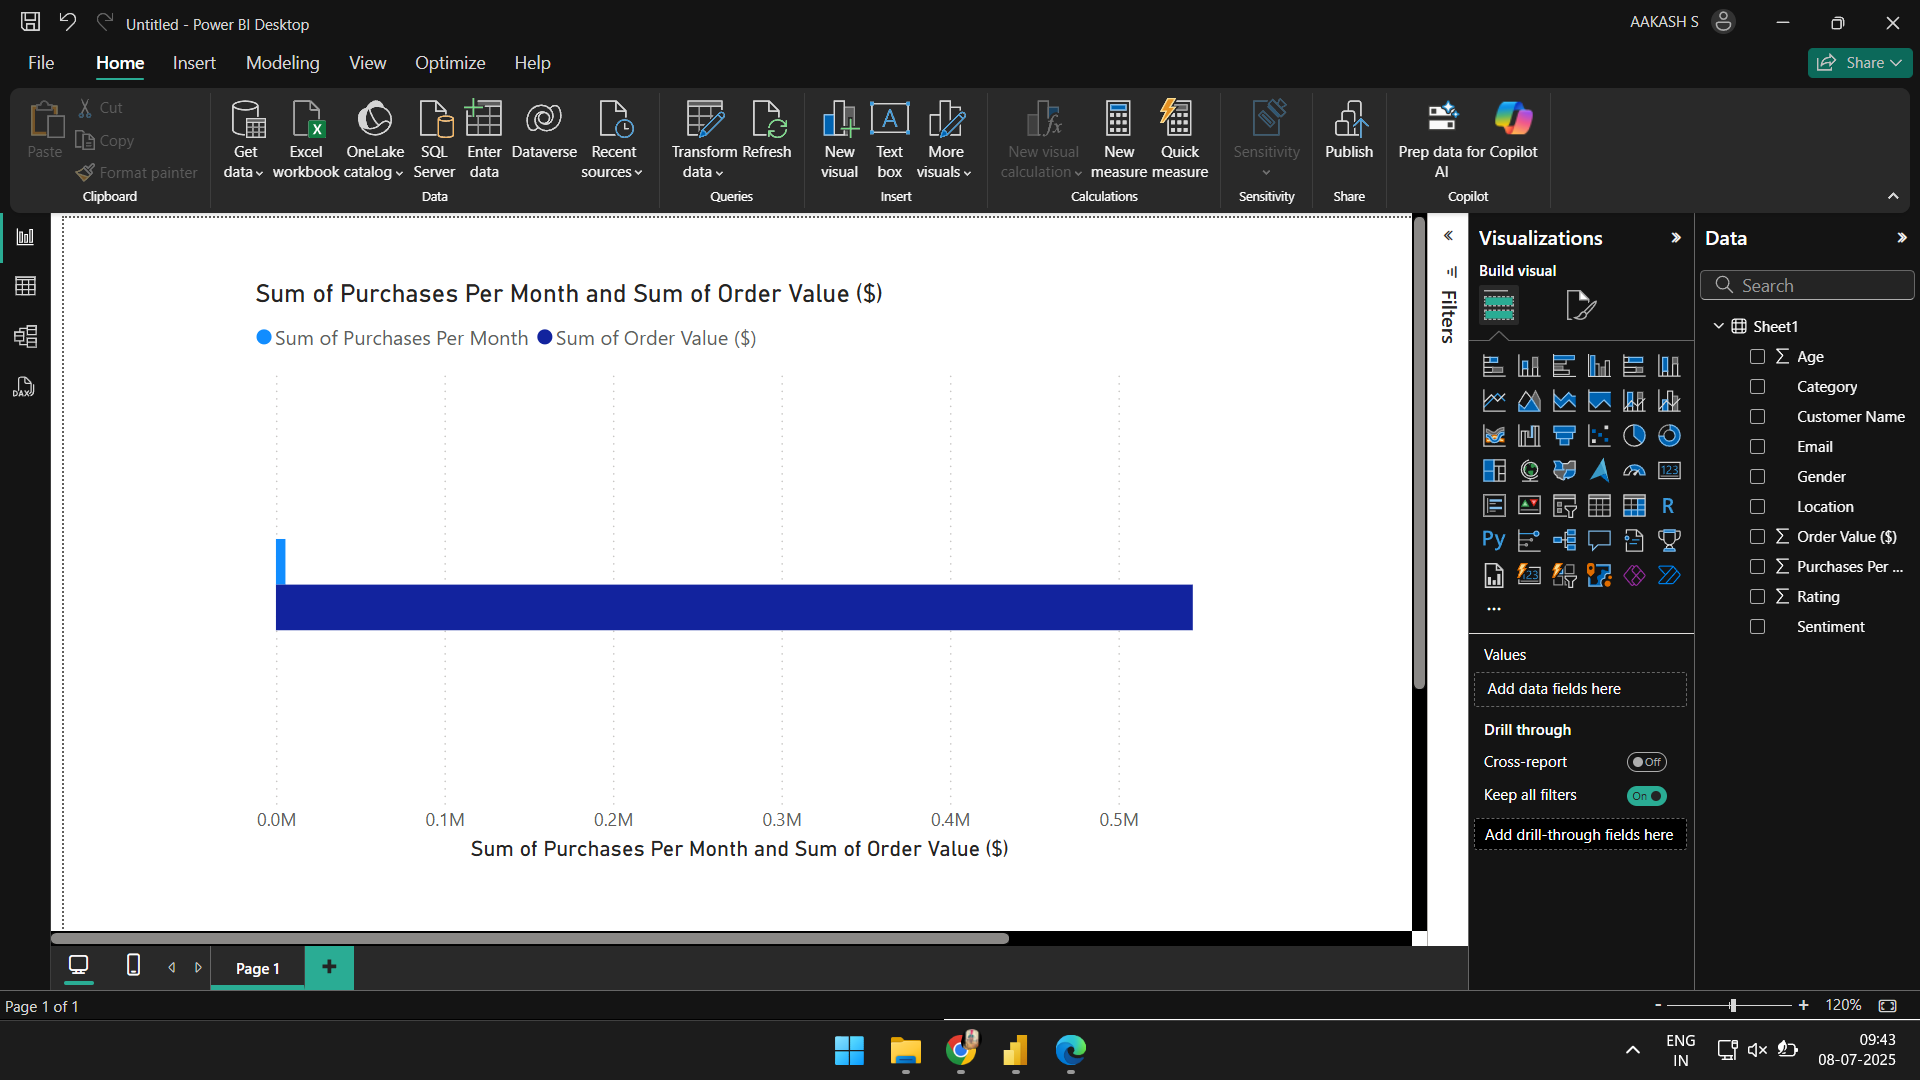 Untitled - Power BI Desktop
AAKASH S
File Home Insert Modeling View Optimize Help
Share
Paste
Cut
Copy
Format painter
Clipboard
Get data
Excel workbook
OneLake catalog
SQL Server
Enter data
Dataverse
Recent sources
Data
Transform data
Refresh
Queries
New visual
Text box
More visuals
Insert
New visual calculation
New measure
Quick measure
Calculations
Sensitivity
Sensitivity
Publish
Share
Prep data for AI
Copilot
Copilot
DAX
Sum of Purchases Per Month and Sum of Order Value ($)
Sum of Purchases Per Month Sum of Order Value ($)
0.0M 0.1M 0.2M 0.3M 0.4M 0.5M
Sum of Purchases Per Month and Sum of Order Value ($)
Filters
Visualizations
Build visual
123
R
Py
123
Values
Add data fields here
Drill through
Cross-report
Off
Keep all filters
On
Add drill-through fields here
Data
Search
Sheet1
Age
Category
Customer Name
Email
Gender
Location
Order Value ($)
Purchases Per ...
Rating
Sentiment
Page 1
Page 1 of 1
- + 120%
ENG
IN
09:43
08-07-2025